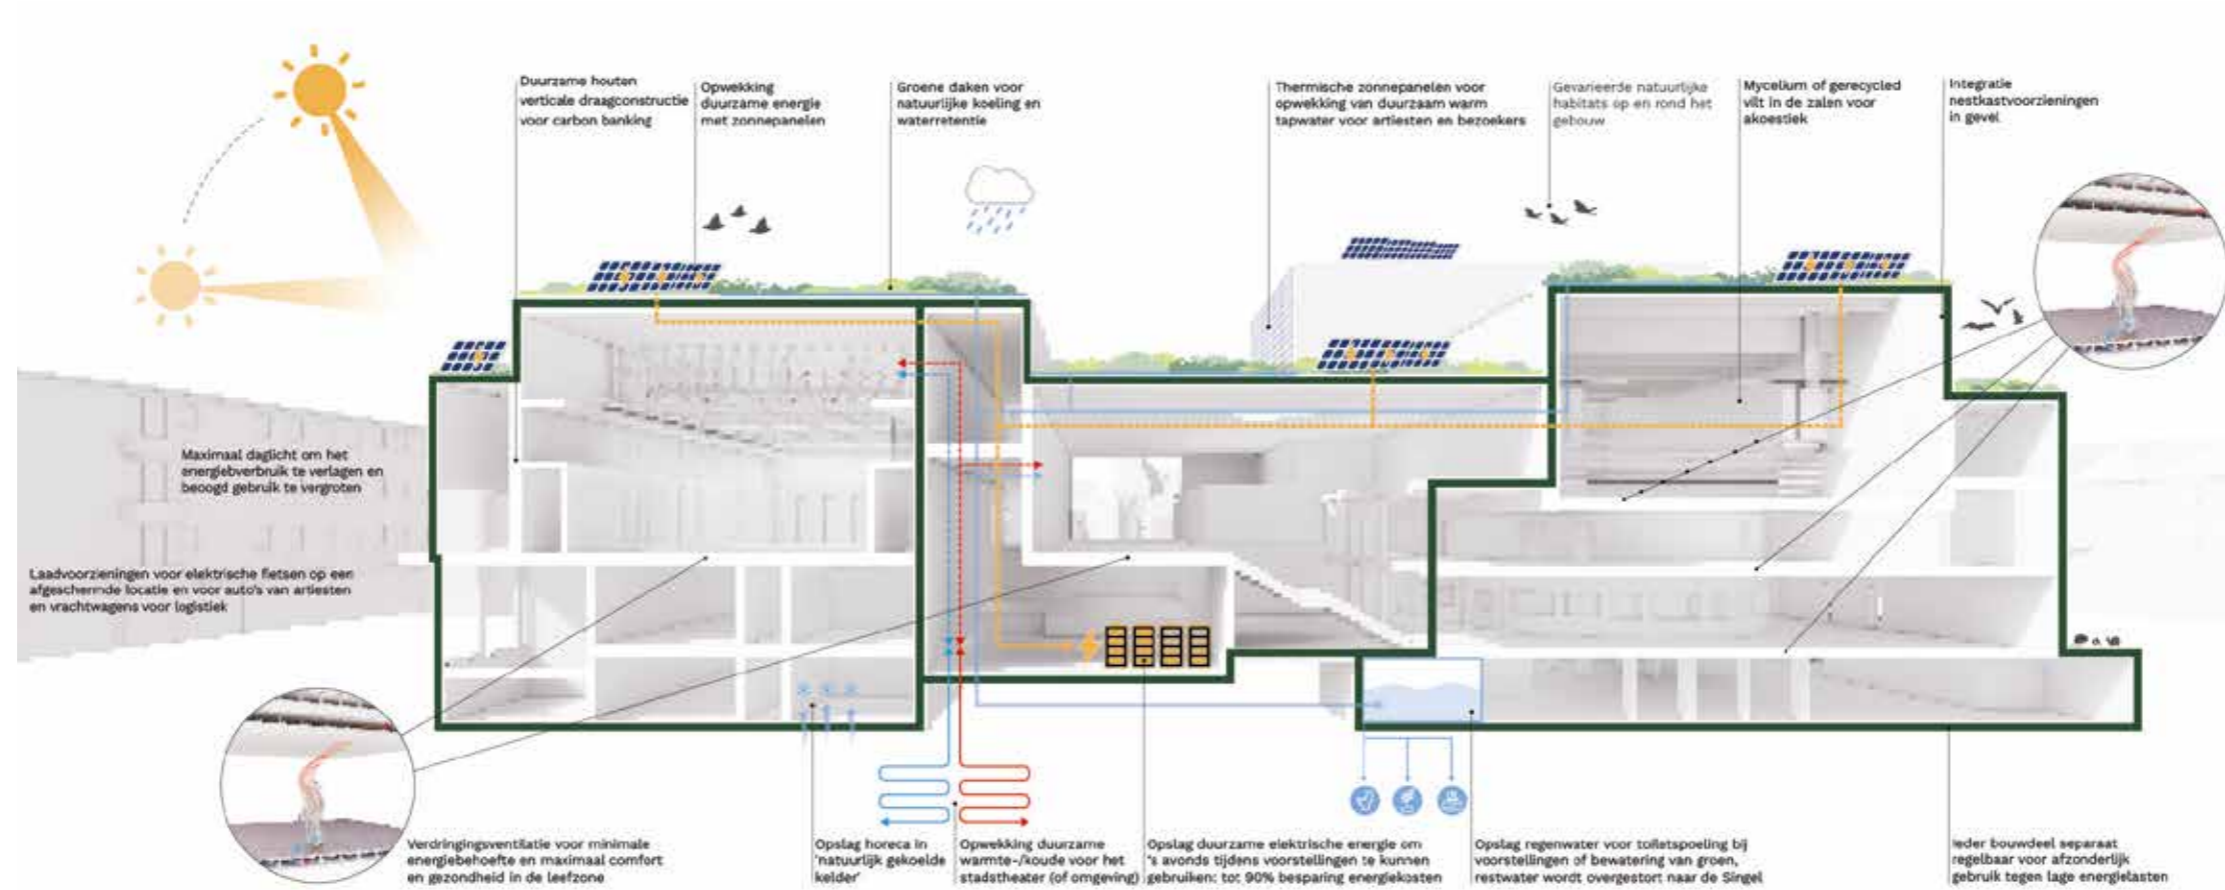 Duurzame houten
verticale draagconstructie
voor carbon banking
Opwekking
duurzame energie
met zonnepanelen
Groene daken voor
natuurlijke koeling en
waterretentie
Thermische zonnepanelen voor
opwekking van duurzaam warm
tapwater voor artiesten en bezoekers
Gevarieerde natuurlijke
habitats op en rond het
gebouw
Mycelium of gerecycled
vilt in de zalen voor
akoestiek
Integratie
nestkastvoorzieningen
in gevel
Maximaal daglicht om het
energiebverbruik te verlagen en
beoogd gebruik te vergroten
Laadvoorzieningen voor elektrische fietsen op een
afgeschermde locatie en voor auto's van artiesten
en vrachtwagens voor logistiek
Verdringingsventilatie voor minimale
energiebehoefte en maximaal comfort
en gezondheid in de leefzone
Opslag horeca in
'natuurlijk gekoelde
kelder'
Opwekking duurzame
warmte-/koude voor het
stadstheater (of omgeving)
Opslag duurzame elektrische energie om
's avonds tijdens voorstellingen te kunnen
gebruiken: tot 90% besparing energiekosten
Opslag regenwater voor toiletspoeling bij
voorstellingen of bewatering van groen,
restwater wordt overgestort naar de Singel
Ieder bouwdeel separaat
regelbaar voor afzonderlijk
gebruik tegen lage energielasten